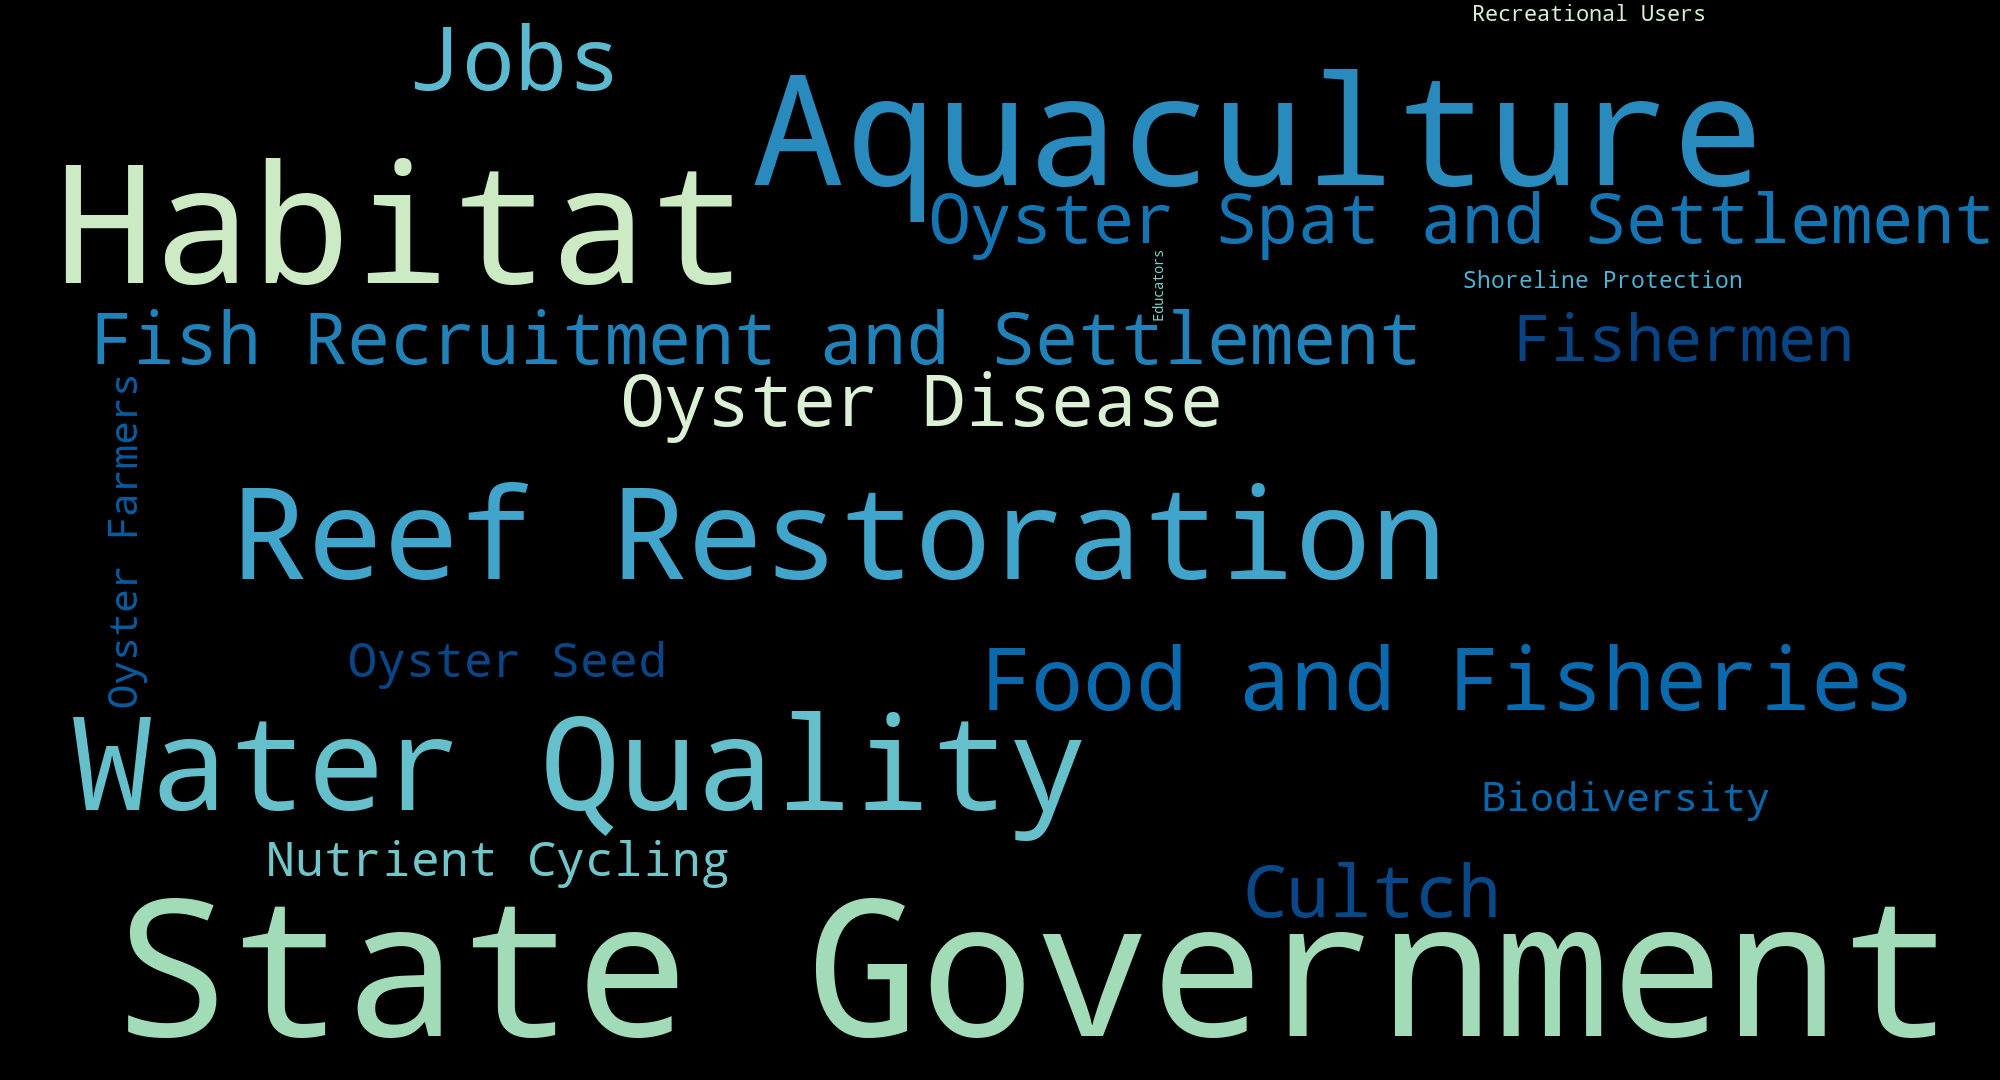 Recreational Users
Jobs
Aquaculture
Habitat
Oyster Spat and Settlement
Educators
Shoreline Protection
Fish Recruitment and Settlement
Fishermen
Oyster Disease
Oyster Farmers
Reef Restoration
Oyster Seed
Food and Fisheries
Water Quality
Biodiversity
Nutrient Cycling
Cultch
State Government